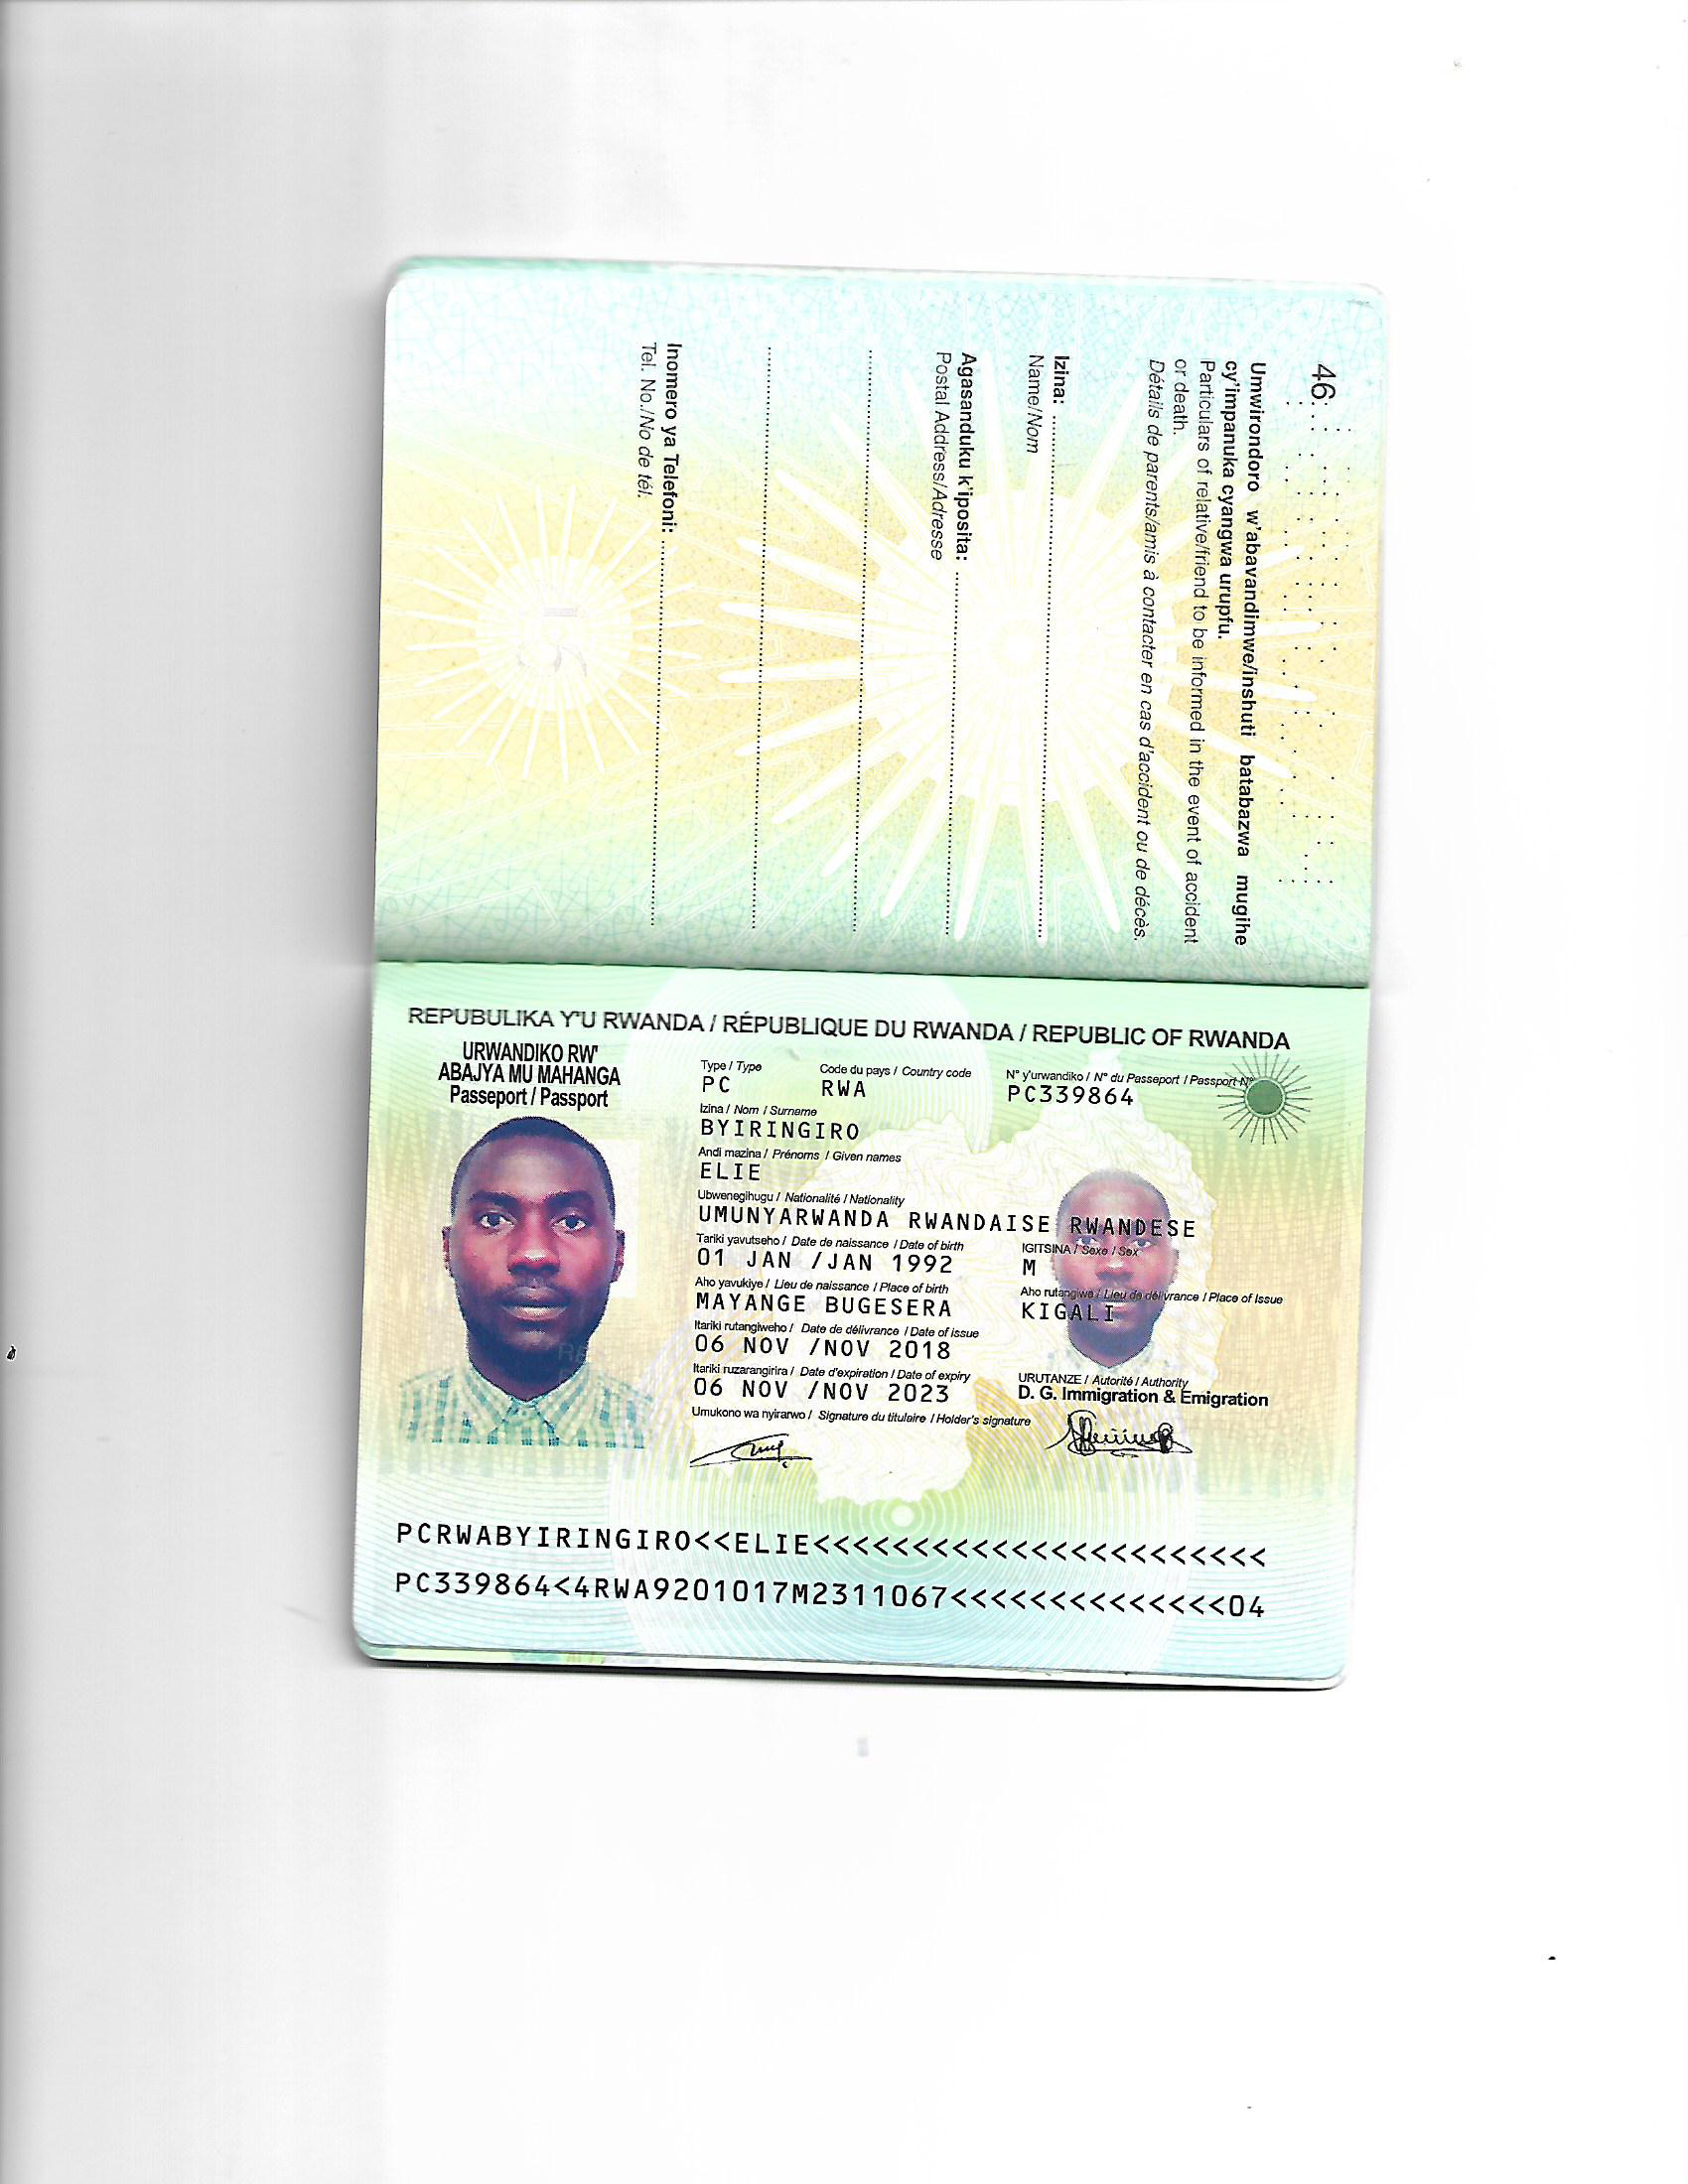 46
Umwirondoro w'abavandimwe/inshuti batabazwa mugihe
cy'impanuka cyangwa urupfu.
Particulars of relative/friend to be informed in the event of accident
or death.
Détails de parents/amis à contacter en cas d'accident ou de décès.
Izina:
Name/Nom
Agasanduku k'iposita:
Postal Address/Adresse
Inomero ya Telefoni:
Tel. No./No de tél.
REPUBULIKA Y'U RWANDA / RÉPUBLIQUE DU RWANDA / REPUBLIC OF RWANDA
URWANDIKO RW'
ABAJYA MU MAHANGA
Passeport / Passport
Type / Type Code du pays / Country code N° y'urwandiko / N° du Passeport / Passport N°
PC RWA PC339864
Izina / Nom / Surname
BYIRINGIRO
Andi mazina / Prénoms / Given names
ELIE
Ubwenegihugu / Nationalité / Nationality
UMUNYARWANDA RWANDAISE RWANDESE
Tariki yavutseho / Date de naissance / Date of birth IGITSINA / Sexe / Sex
01 JAN /JAN 1992 M
Aho yavukiye / Lieu de naissance / Place of birth Aho rutangiwe / Lieu de délivrance / Place of Issue
MAYANGE BUGESERA KIGALI
Itariki rutangiweho / Date de délivrance / Date of issue
06 NOV /NOV 2018
Itariki ruzarangirira / Date d'expiration / Date of expiry URUTANZE / Autorité / Authority
06 NOV /NOV 2023 D. G. Immigration & Emigration
Umukono wa nyirarwo / Signature du titulaire / Holder's signature
PCRWABYIRINGIRO<<ELIE<<<<<<<<<<<<<<<<<<<<<<<
PC339864<4RWA9201017M2311067<<<<<<<<<<<<<<04